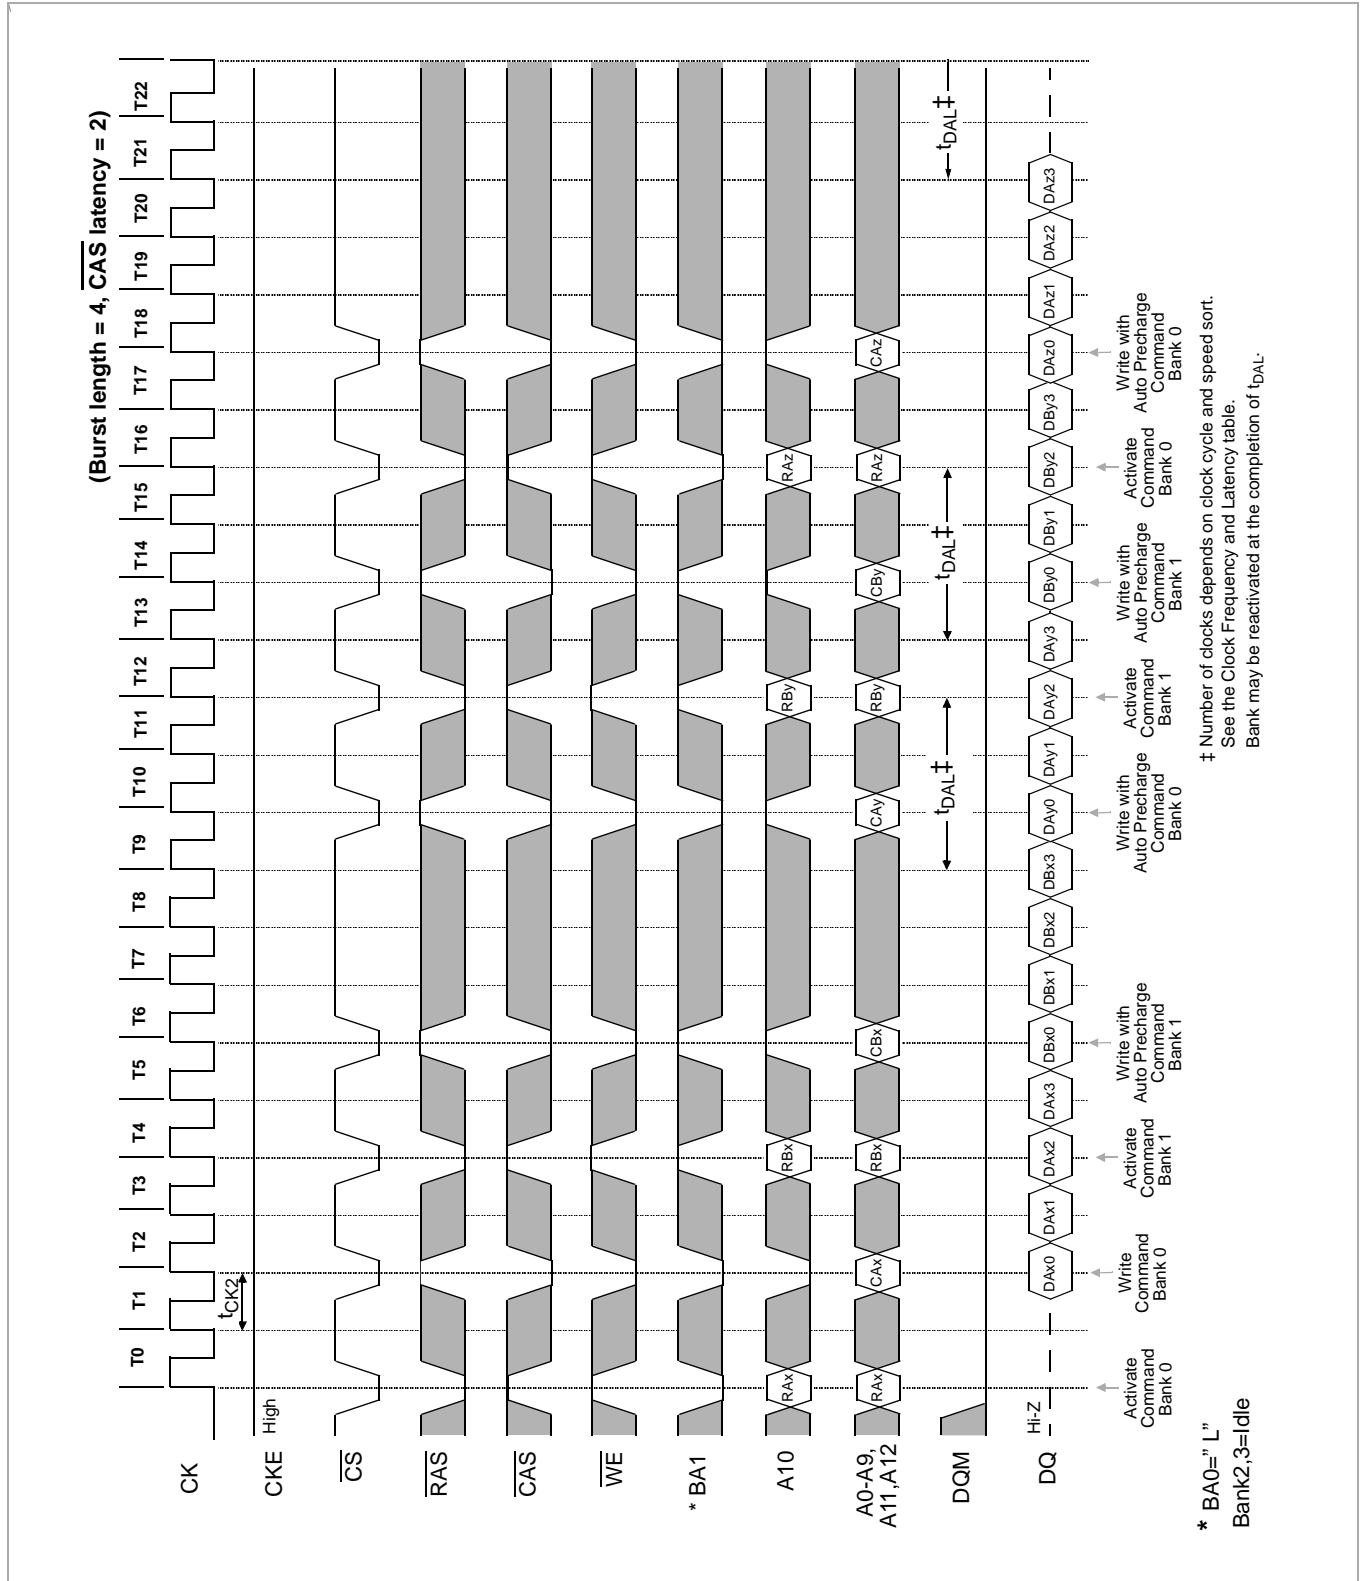 (Burst length = 4, CAS latency = 2)
T0 T1 T2 T3 T4 T5 T6 T7 T8 T9 T10 T11 T12 T13 T14 T15 T16 T17 T18 T19 T20 T21 T22
CK
tCK2
CKE
High
CS
RAS
CAS
WE
* BA1
A10
RAx RBx RBy RAz
A0-A9,
A11,A12
RAx CAx RBx CBx CAy RBy CBy RAz CAz
DQM
tDAL‡ tDAL‡ tDAL‡
DQ
Hi-Z
DAx0 DAx1 DAx2 DAx3 DBx0 DBx1 DBx2 DBx3 DAy0 DAy1 DAy2 DAy3 DBy0 DBy1 DBy2 DBy3 DAz0 DAz1 DAz2 DAz3
Activate
Command
Bank 0
Write
Command
Bank 0
Activate
Command
Bank 1
Write with
Auto Precharge
Command
Bank 1
Write with
Auto Precharge
Command
Bank 0
Activate
Command
Bank 1
Write with
Auto Precharge
Command
Bank 1
Activate
Command
Bank 0
Write with
Auto Precharge
Command
Bank 0
* BA0=" L"
Bank2,3=Idle
‡ Number of clocks depends on clock cycle and speed sort.
See the Clock Frequency and Latency table.
Bank may be reactivated at the completion of tDAL.